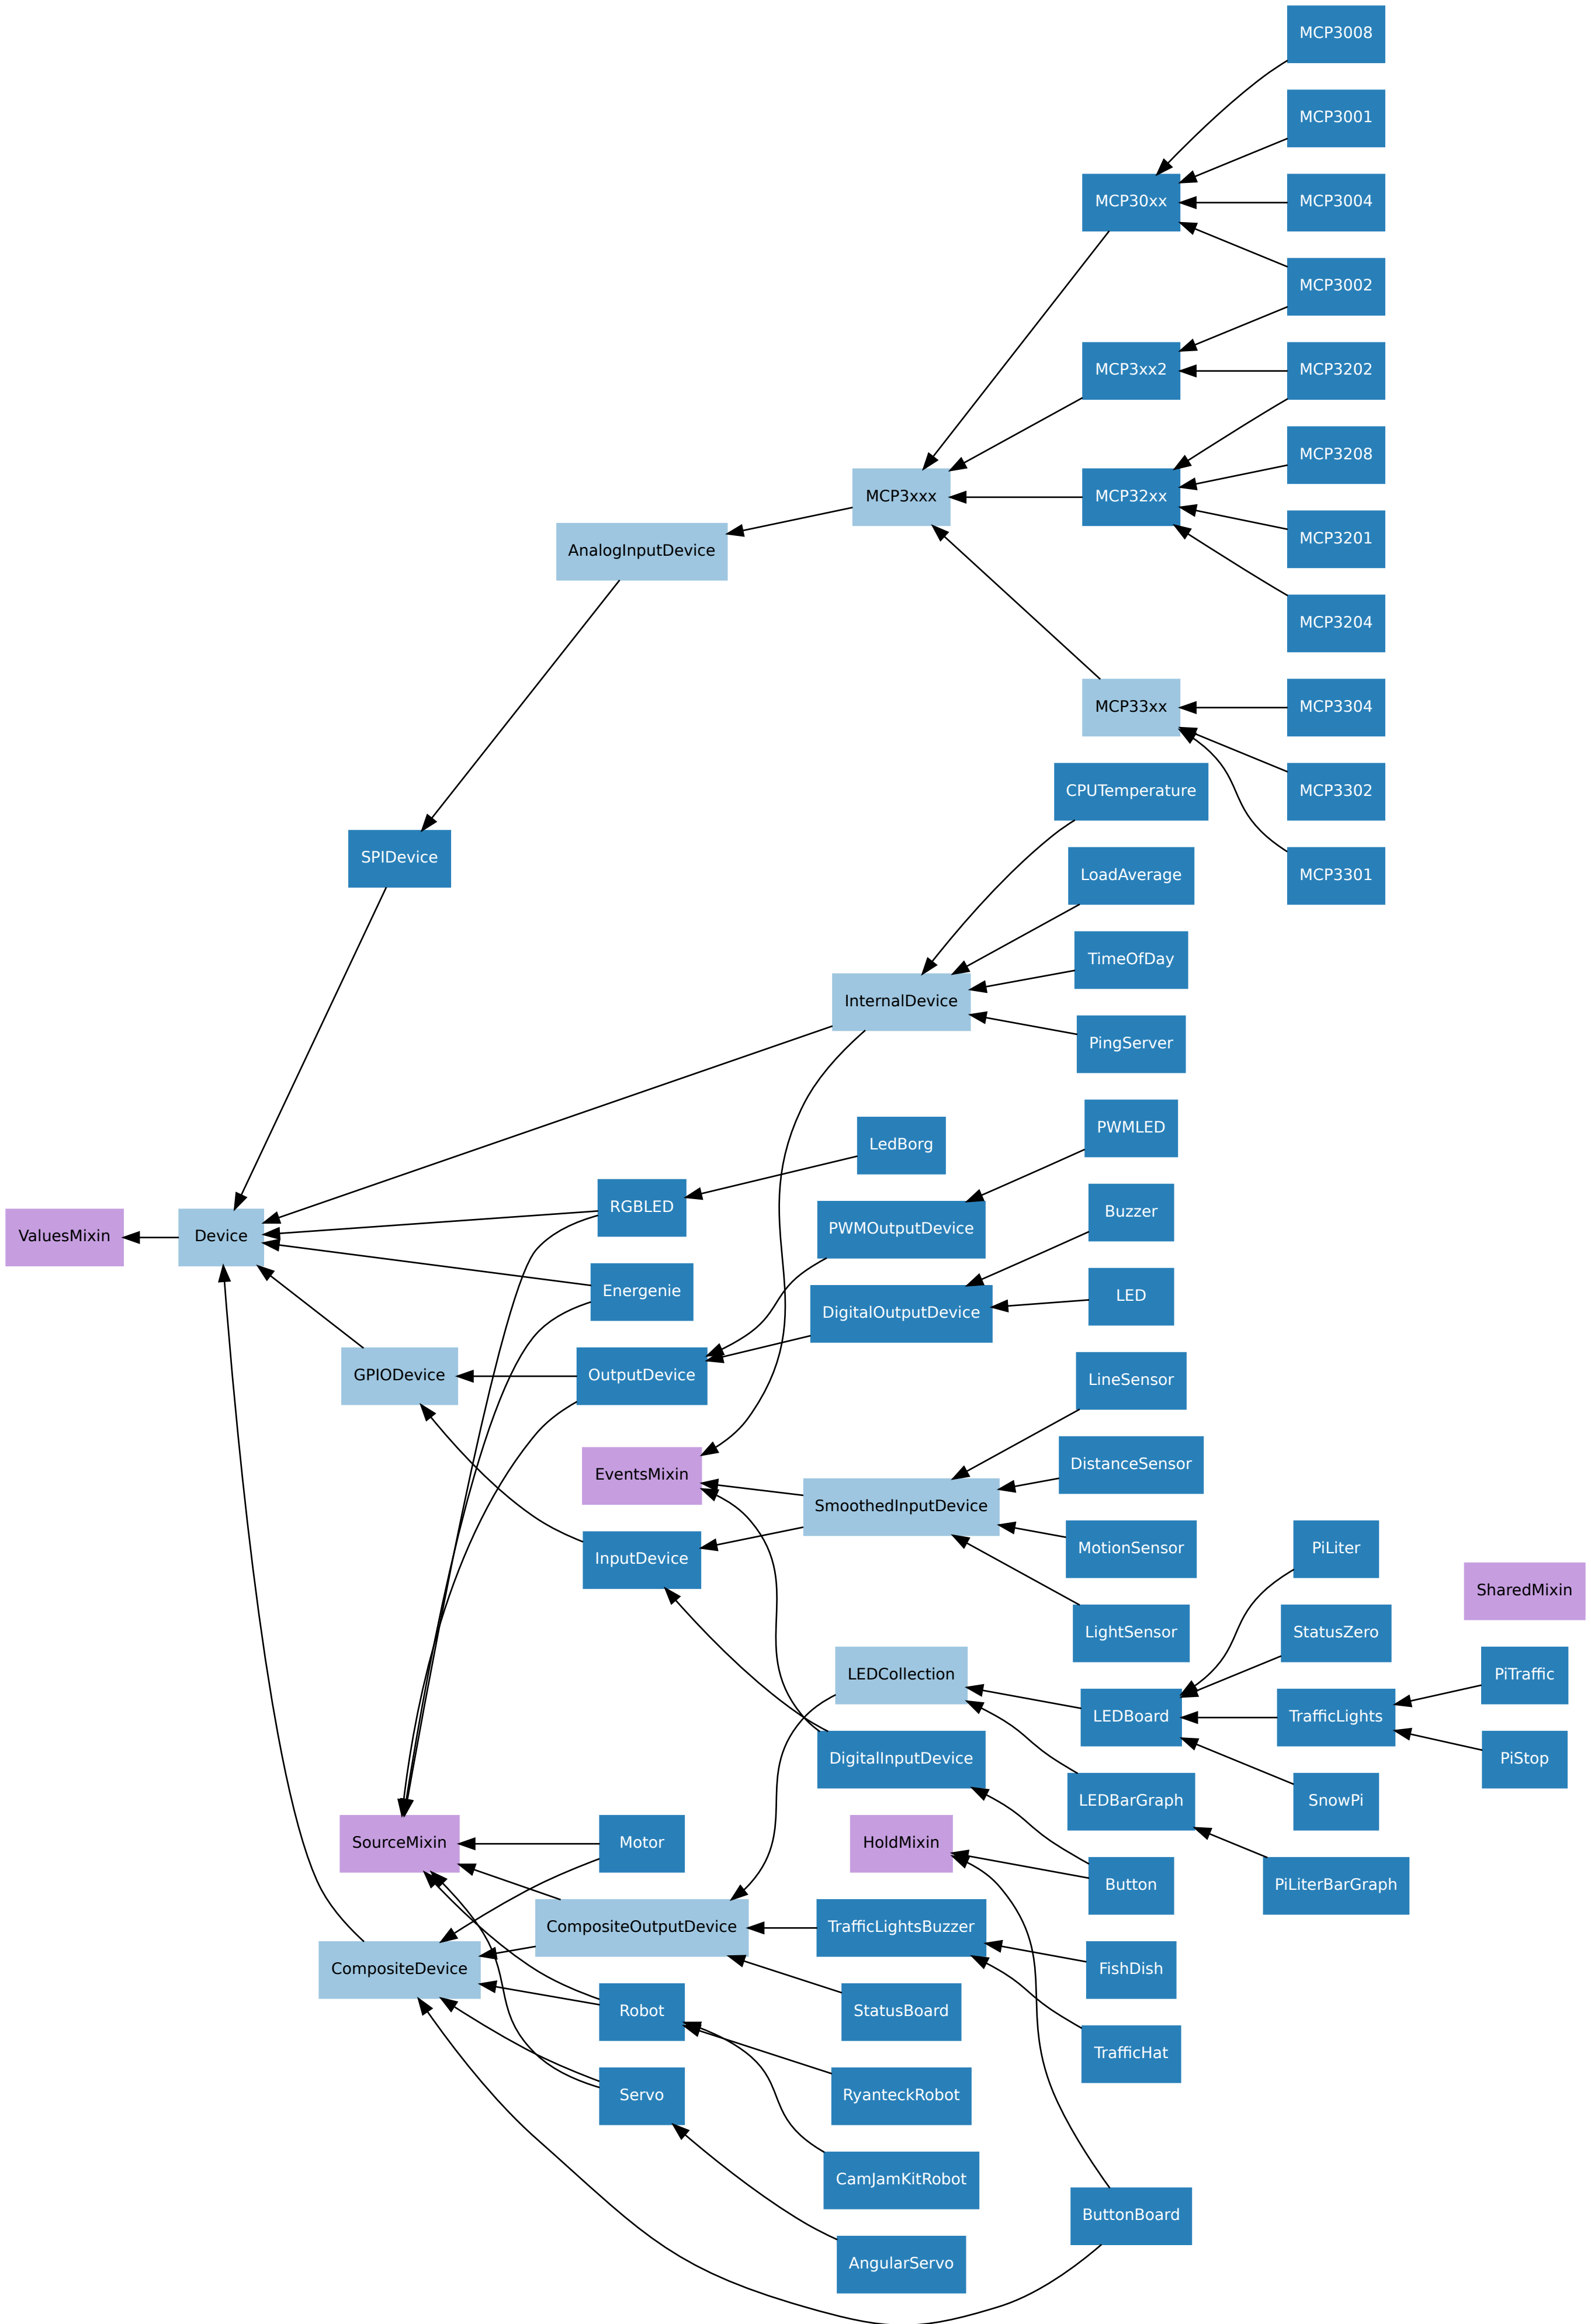 MCP3008
MCP3001
MCP30xx
MCP3004
MCP3002
MCP3xx2
MCP3202
MCP3208
MCP3xxx
MCP32xx
MCP3201
AnalogInputDevice
MCP3204
MCP33xx
MCP3304
CPUTemperature
MCP3302
SPIDevice
LoadAverage
MCP3301
TimeOfDay
InternalDevice
PingServer
PWMLED
LedBorg
RGBLED
Buzzer
PWMOutputDevice
ValuesMixin
Device
Energenie
LED
DigitalOutputDevice
GPIODevice
OutputDevice
LineSensor
DistanceSensor
EventsMixin
SmoothedInputDevice
MotionSensor
PiLiter
InputDevice
SharedMixin
LightSensor
StatusZero
LEDCollection
PiTraffic
LEDBoard
TrafficLights
DigitalInputDevice
PiStop
LEDBarGraph
SnowPi
SourceMixin
Motor
HoldMixin
Button
PiLiterBarGraph
CompositeOutputDevice
TrafficLightsBuzzer
CompositeDevice
FishDish
Robot
StatusBoard
TrafficHat
Servo
RyanteckRobot
CamJamKitRobot
ButtonBoard
AngularServo